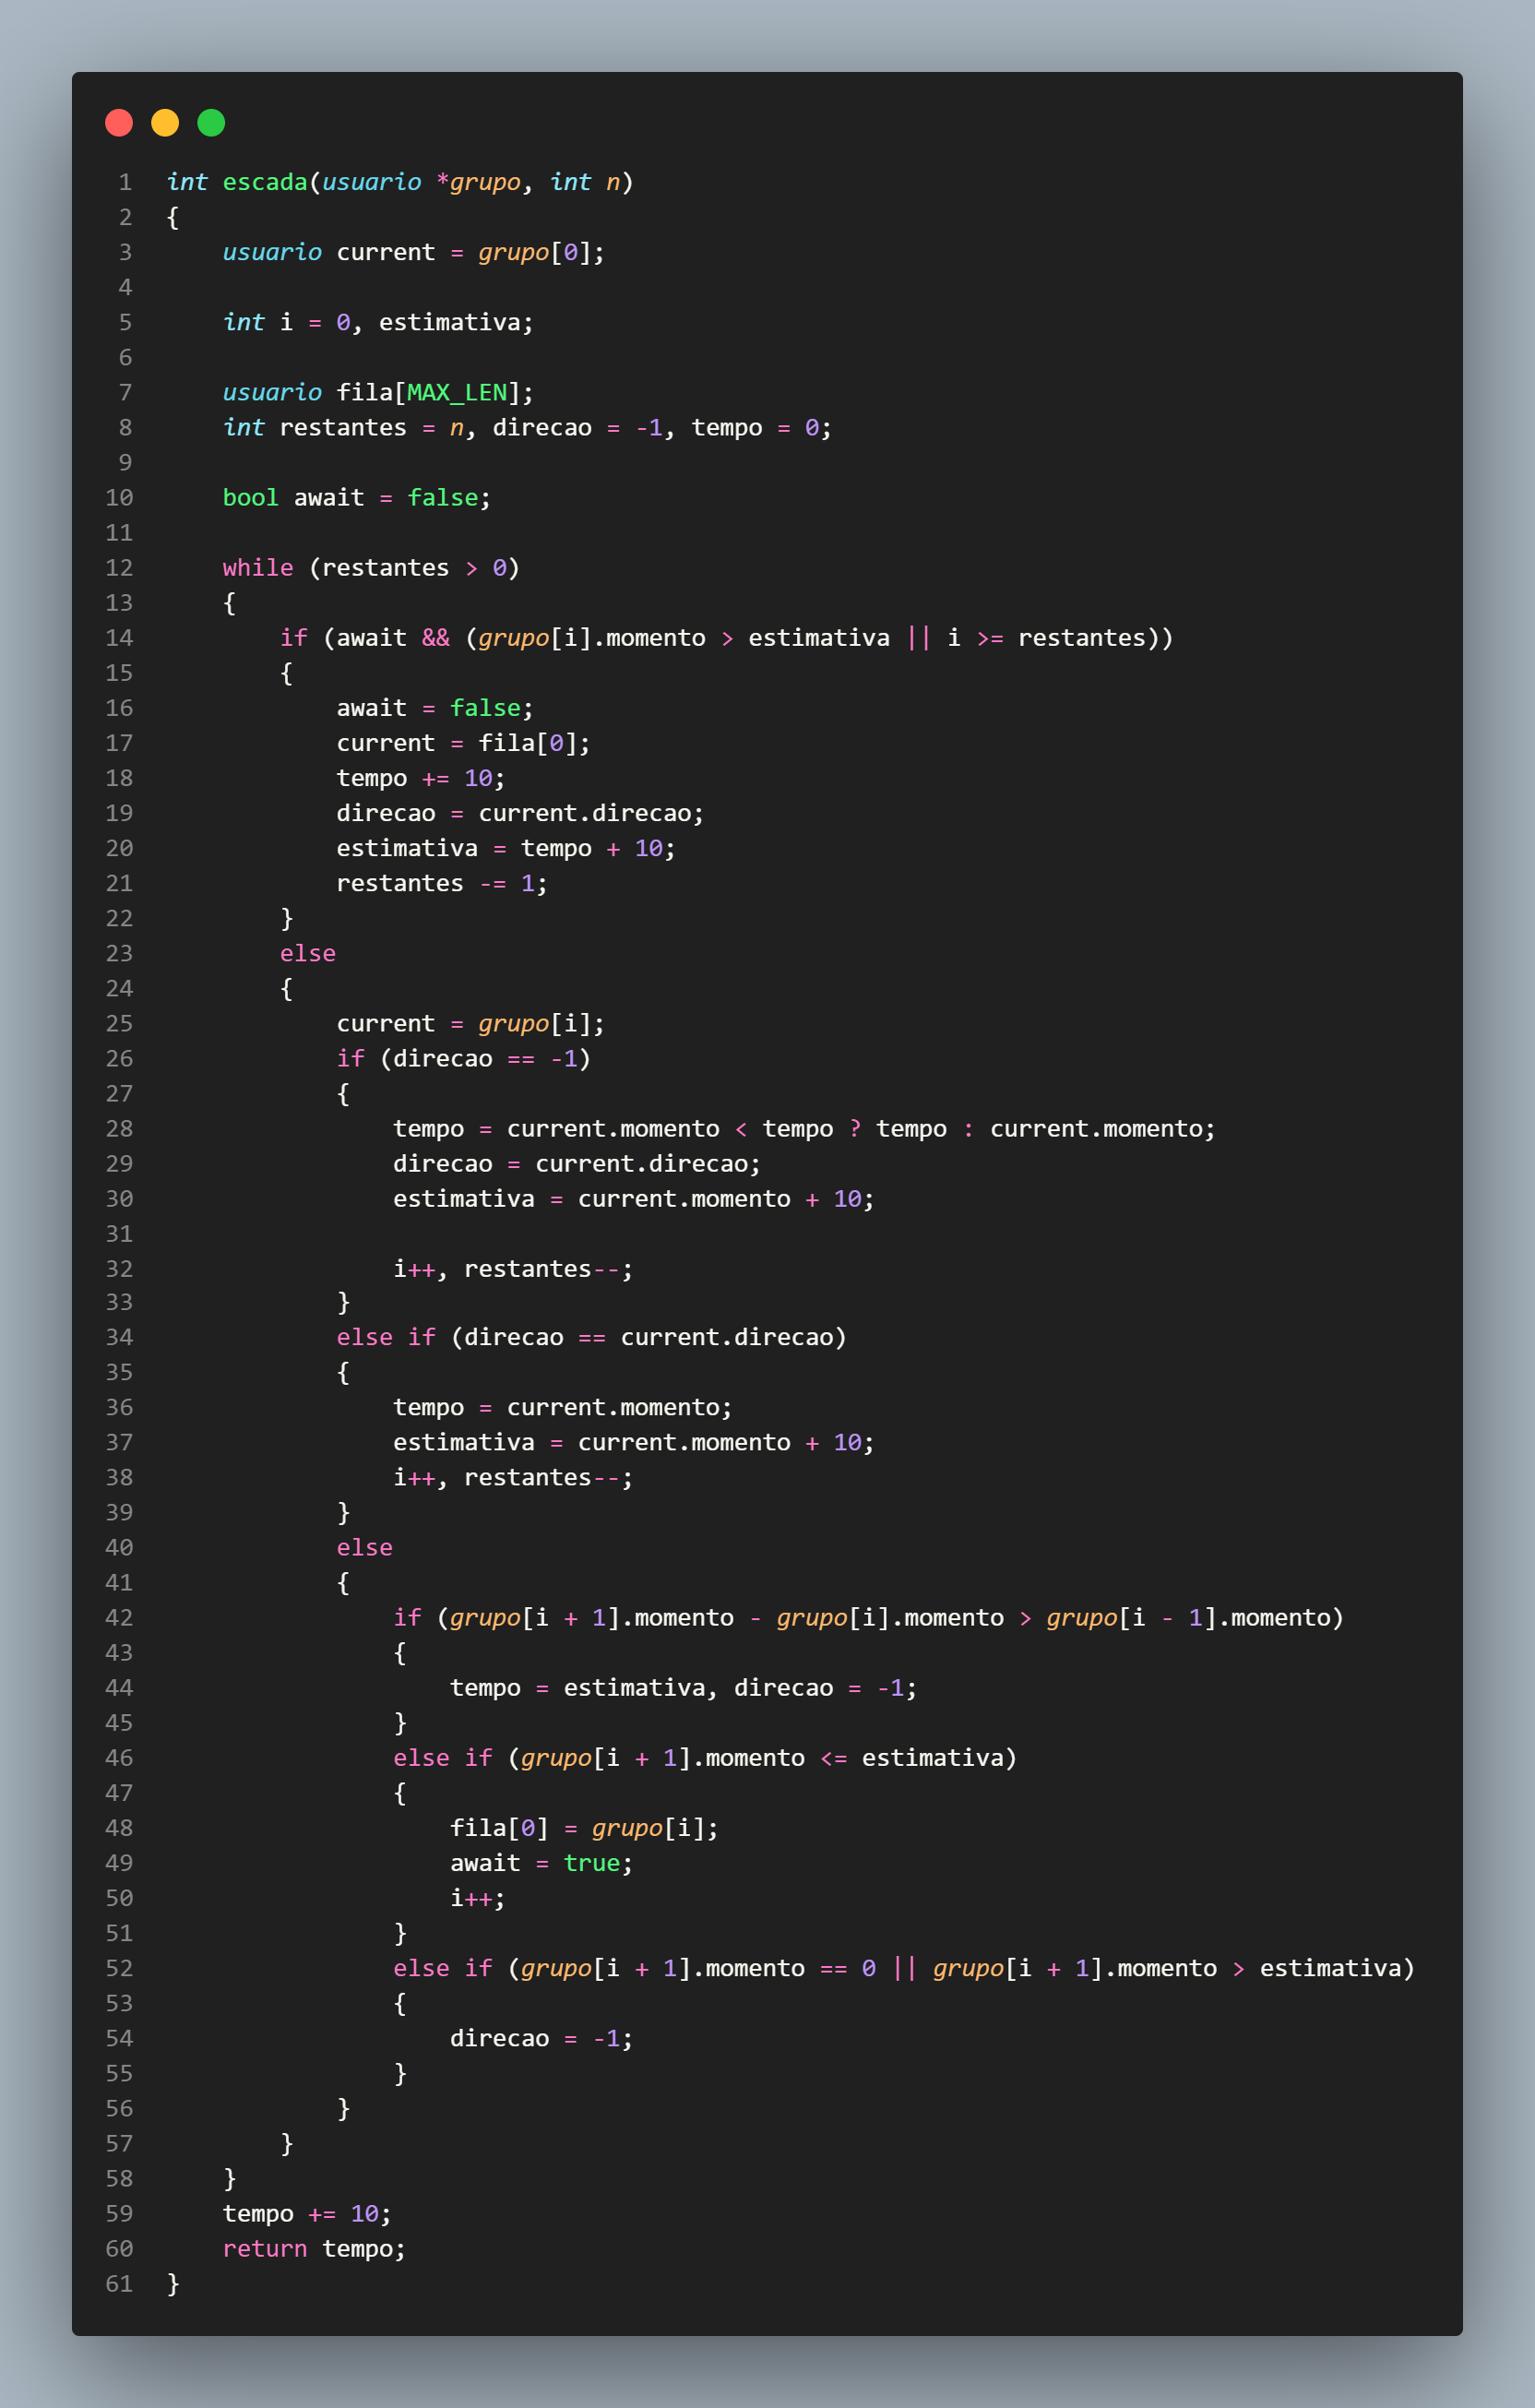 1 int escada(usuario *grupo, int n)
2 {
3     usuario current = grupo[0];
4
5     int i = 0, estimativa;
6
7     usuario fila[MAX_LEN];
8     int restantes = n, direcao = -1, tempo = 0;
9
10     bool await = false;
11
12     while (restantes > 0)
13     {
14         if (await && (grupo[i].momento > estimativa || i >= restantes))
15         {
16             await = false;
17             current = fila[0];
18             tempo += 10;
19             direcao = current.direcao;
20             estimativa = tempo + 10;
21             restantes -= 1;
22         }
23         else
24         {
25             current = grupo[i];
26             if (direcao == -1)
27             {
28                 tempo = current.momento < tempo ? tempo : current.momento;
29                 direcao = current.direcao;
30                 estimativa = current.momento + 10;
31
32                 i++, restantes--;
33             }
34             else if (direcao == current.direcao)
35             {
36                 tempo = current.momento;
37                 estimativa = current.momento + 10;
38                 i++, restantes--;
39             }
40             else
41             {
42                 if (grupo[i + 1].momento - grupo[i].momento > grupo[i - 1].momento)
43                 {
44                     tempo = estimativa, direcao = -1;
45                 }
46                 else if (grupo[i + 1].momento <= estimativa)
47                 {
48                     fila[0] = grupo[i];
49                     await = true;
50                     i++;
51                 }
52                 else if (grupo[i + 1].momento == 0 || grupo[i + 1].momento > estimativa)
53                 {
54                     direcao = -1;
55                 }
56             }
57         }
58     }
59     tempo += 10;
60     return tempo;
61 }